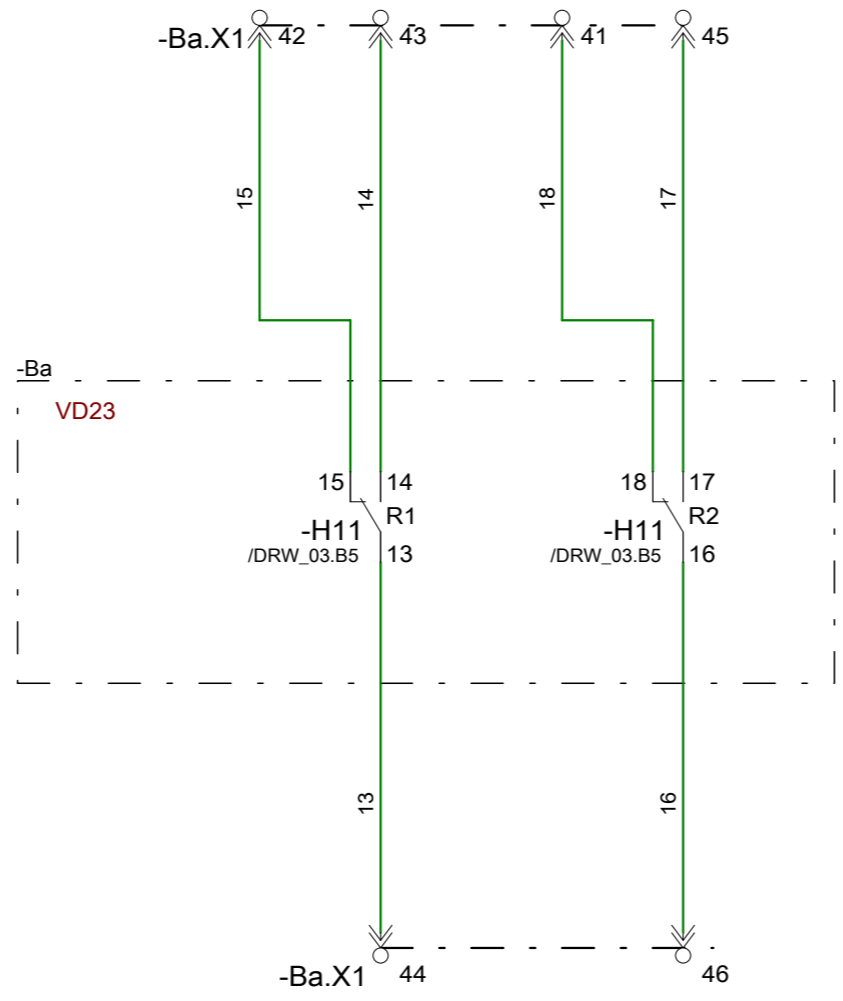 -Ba.X1 42 43 41 45
15 14 18 17
-Ba
VD23
15 14 18 17
R1 R2
-H11 -H11
/DRW_03.B5 13 /DRW_03.B5 16
13 16
-Ba.X1 44 46